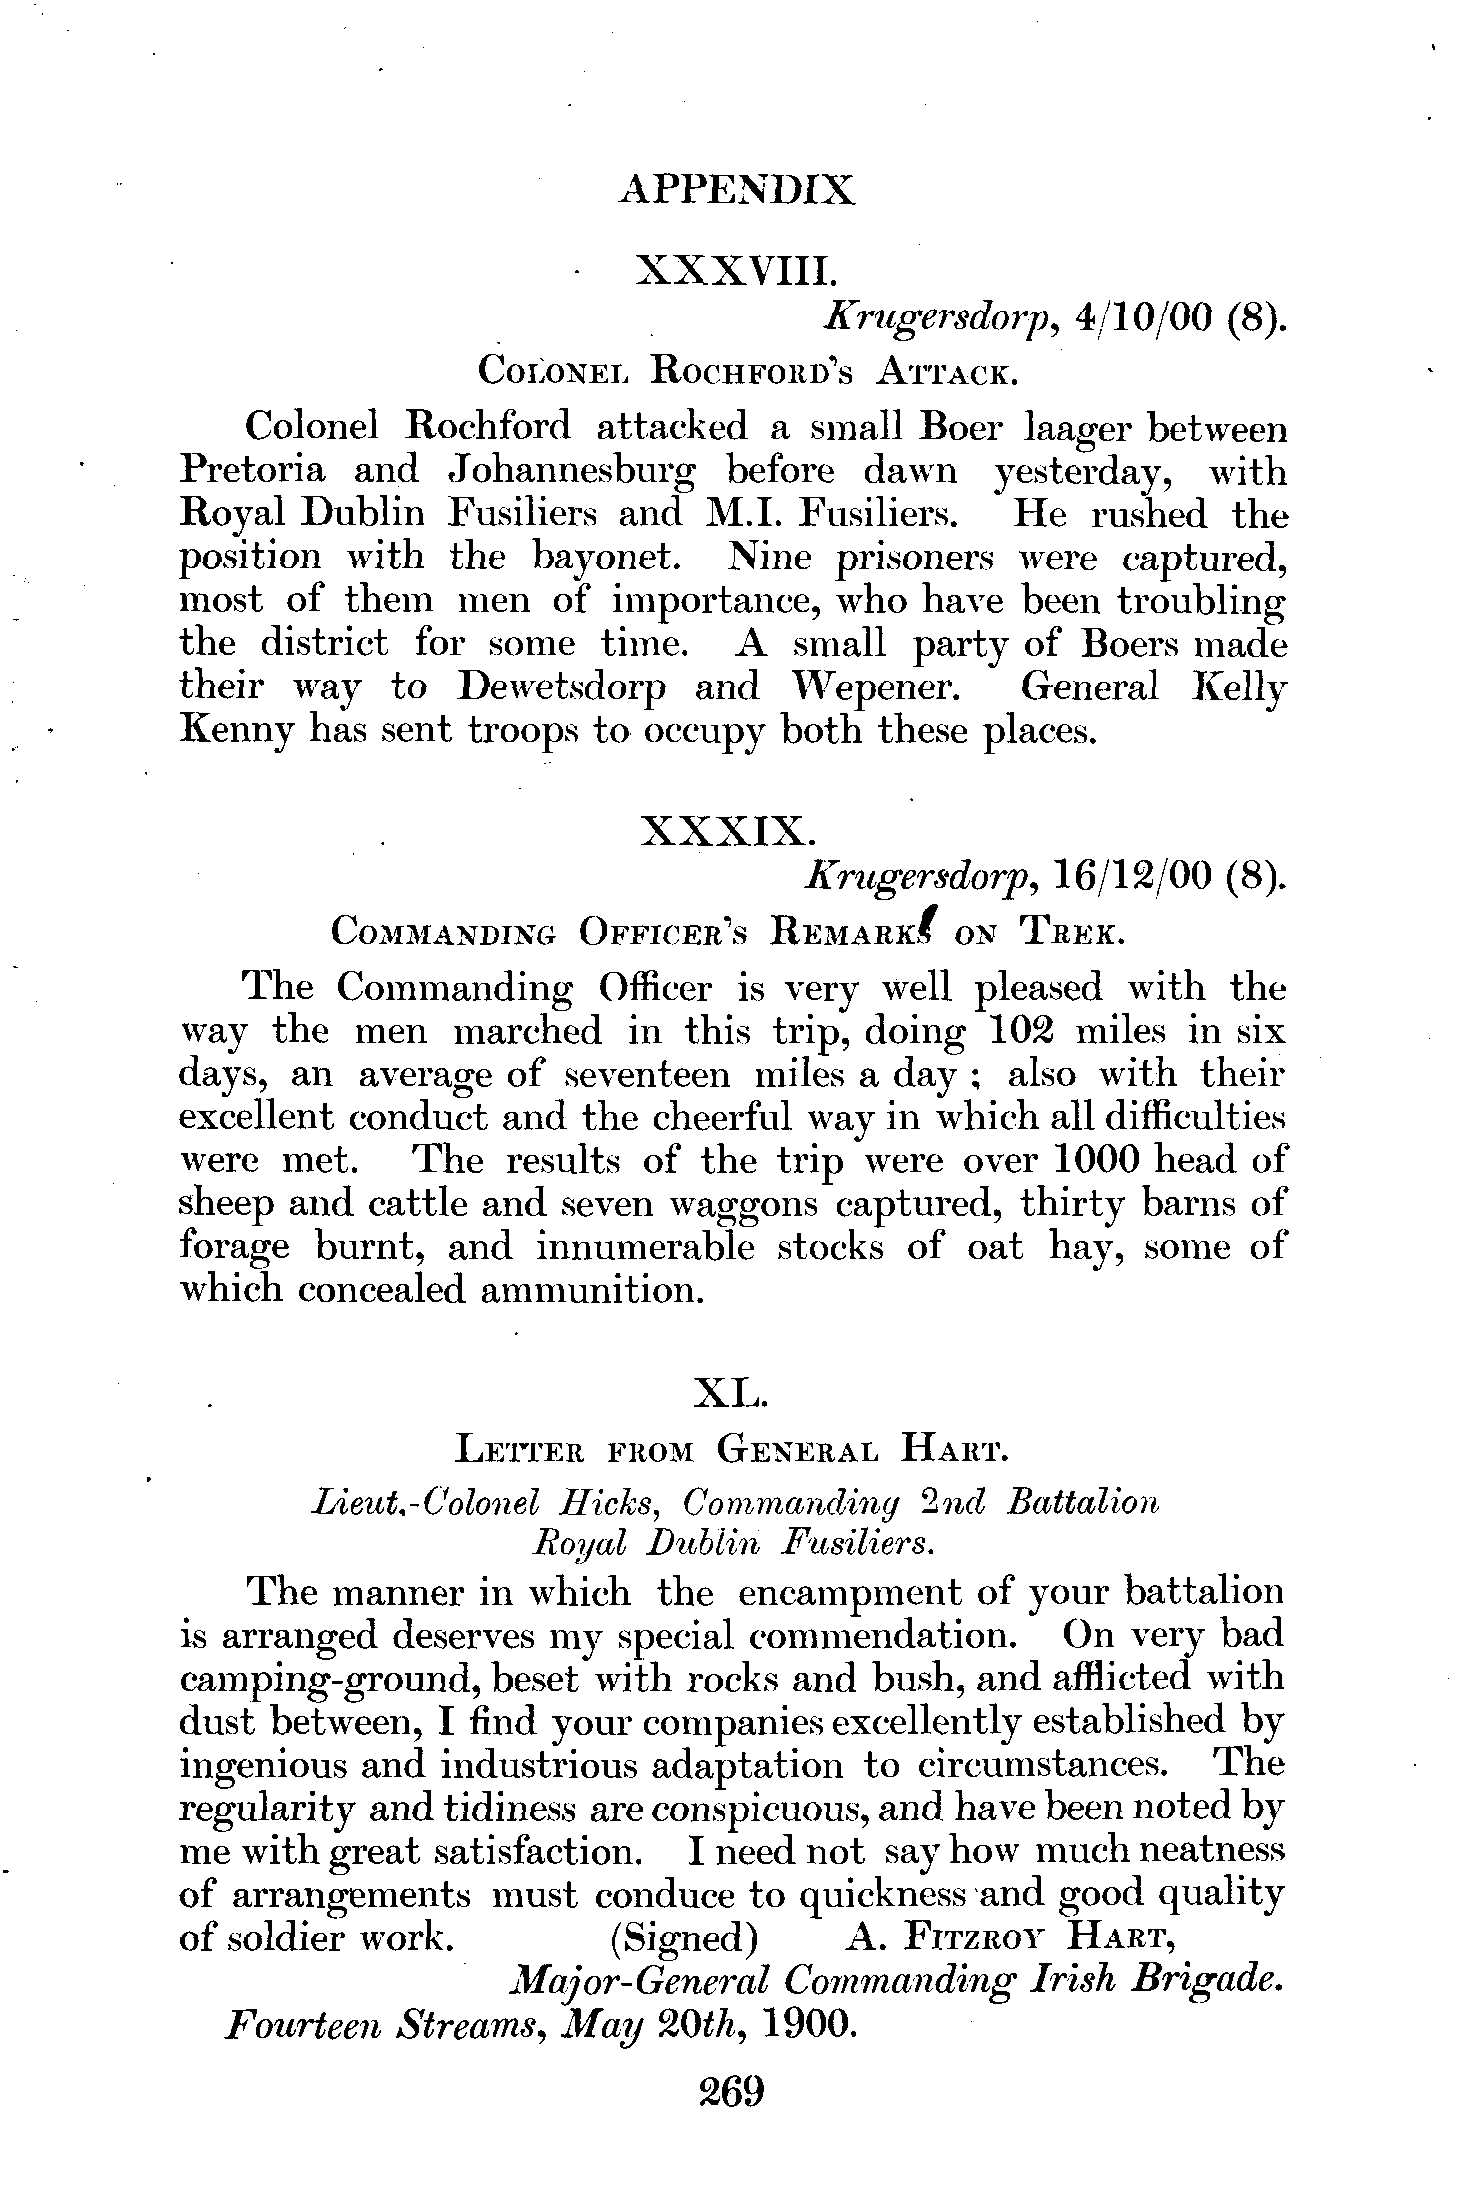 APPENDIX
XXXVIII.
Krugersdorp, 4/10/00 (8).
COLONEL ROCHFORD'S ATTACK.
Colonel Rochford attacked a small Boer laager between
Pretoria and Johannesburg before dawn yesterday, with
Royal Dublin Fusiliers and M.I. Fusiliers. He rushed the
position with the bayonet. Nine prisoners were captured,
most of them men of importance, who have been troubling
the district for some time. A small party of Boers made
their way to Dewetsdorp and Wepener. General Kelly
Kenny has sent troops to occupy both these places.
XXXIX.
Krugersdorp, 16/12/00 (8).
COMMANDING OFFICER'S REMARKS ON TREK.
The Commanding Officer is very well pleased with the
way the men marched in this trip, doing 102 miles in six
days, an average of seventeen miles a day ; also with their
excellent conduct and the cheerful way in which all difficulties
were met. The results of the trip were over 1000 head of
sheep and cattle and seven waggons captured, thirty barns of
forage burnt, and innumerable stocks of oat hay, some of
which concealed ammunition.
XL.
LETTER FROM GENERAL HART.
Lieut.-Colonel Hicks, Commanding 2nd Battalion
Royal Dublin Fusiliers.
The manner in which the encampment of your battalion
is arranged deserves my special commendation. On very bad
camping-ground, beset with rocks and bush, and afflicted with
dust between, I find your companies excellently established by
ingenious and industrious adaptation to circumstances. The
regularity and tidiness are conspicuous, and have been noted by
me with great satisfaction. I need not say how much neatness
of arrangements must conduce to quickness and good quality
of soldier work. (Signed) A. FITZROY HART,
Major-General Commanding Irish Brigade.
Fourteen Streams, May 20th, 1900.
269